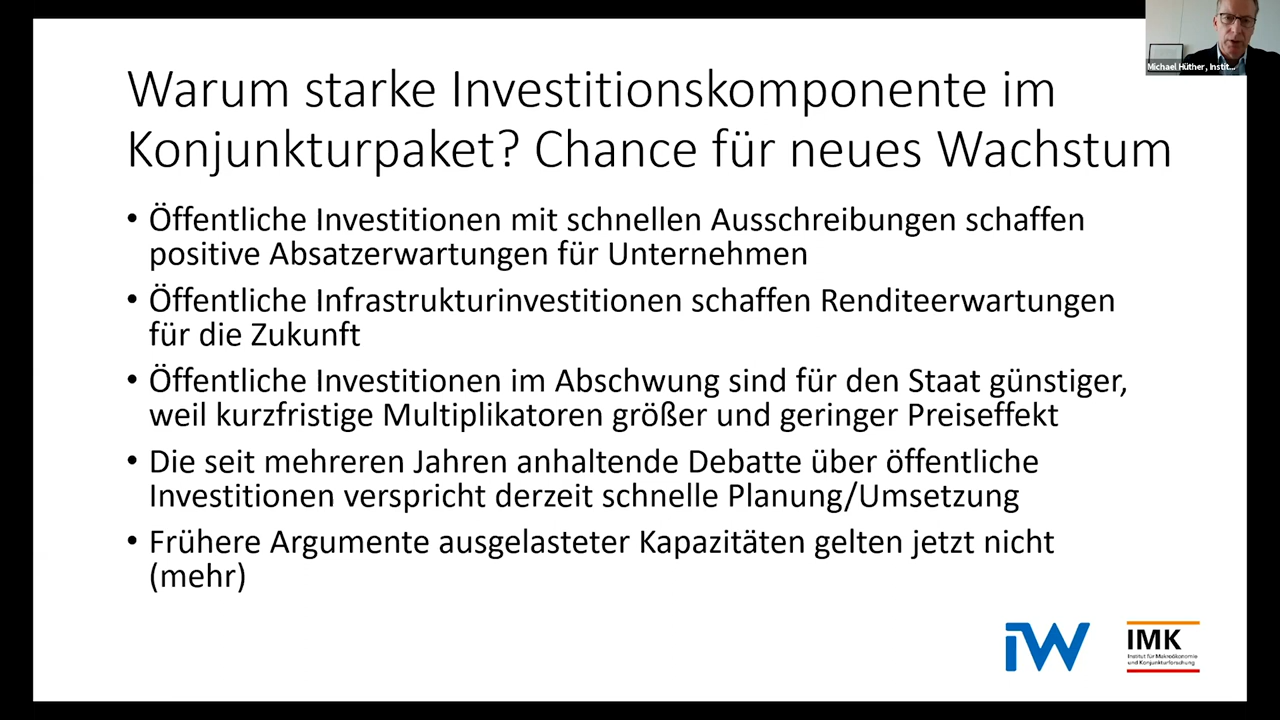 Michael Hüther, Instit...
Warum starke Investitionskomponente im
Konjunkturpaket? Chance für neues Wachstum
• Öffentliche Investitionen mit schnellen Ausschreibungen schaffen
positive Absatzerwartungen für Unternehmen
• Öffentliche Infrastrukturinvestitionen schaffen Renditeerwartungen
für die Zukunft
• Öffentliche Investitionen im Abschwung sind für den Staat günstiger,
weil kurzfristige Multiplikatoren größer und geringer Preiseffekt
• Die seit mehreren Jahren anhaltende Debatte über öffentliche
Investitionen verspricht derzeit schnelle Planung/Umsetzung
• Frühere Argumente ausgelasteter Kapazitäten gelten jetzt nicht
(mehr)
iW
IMK
Institut für Makroökonomie
und Konjunkturforschung